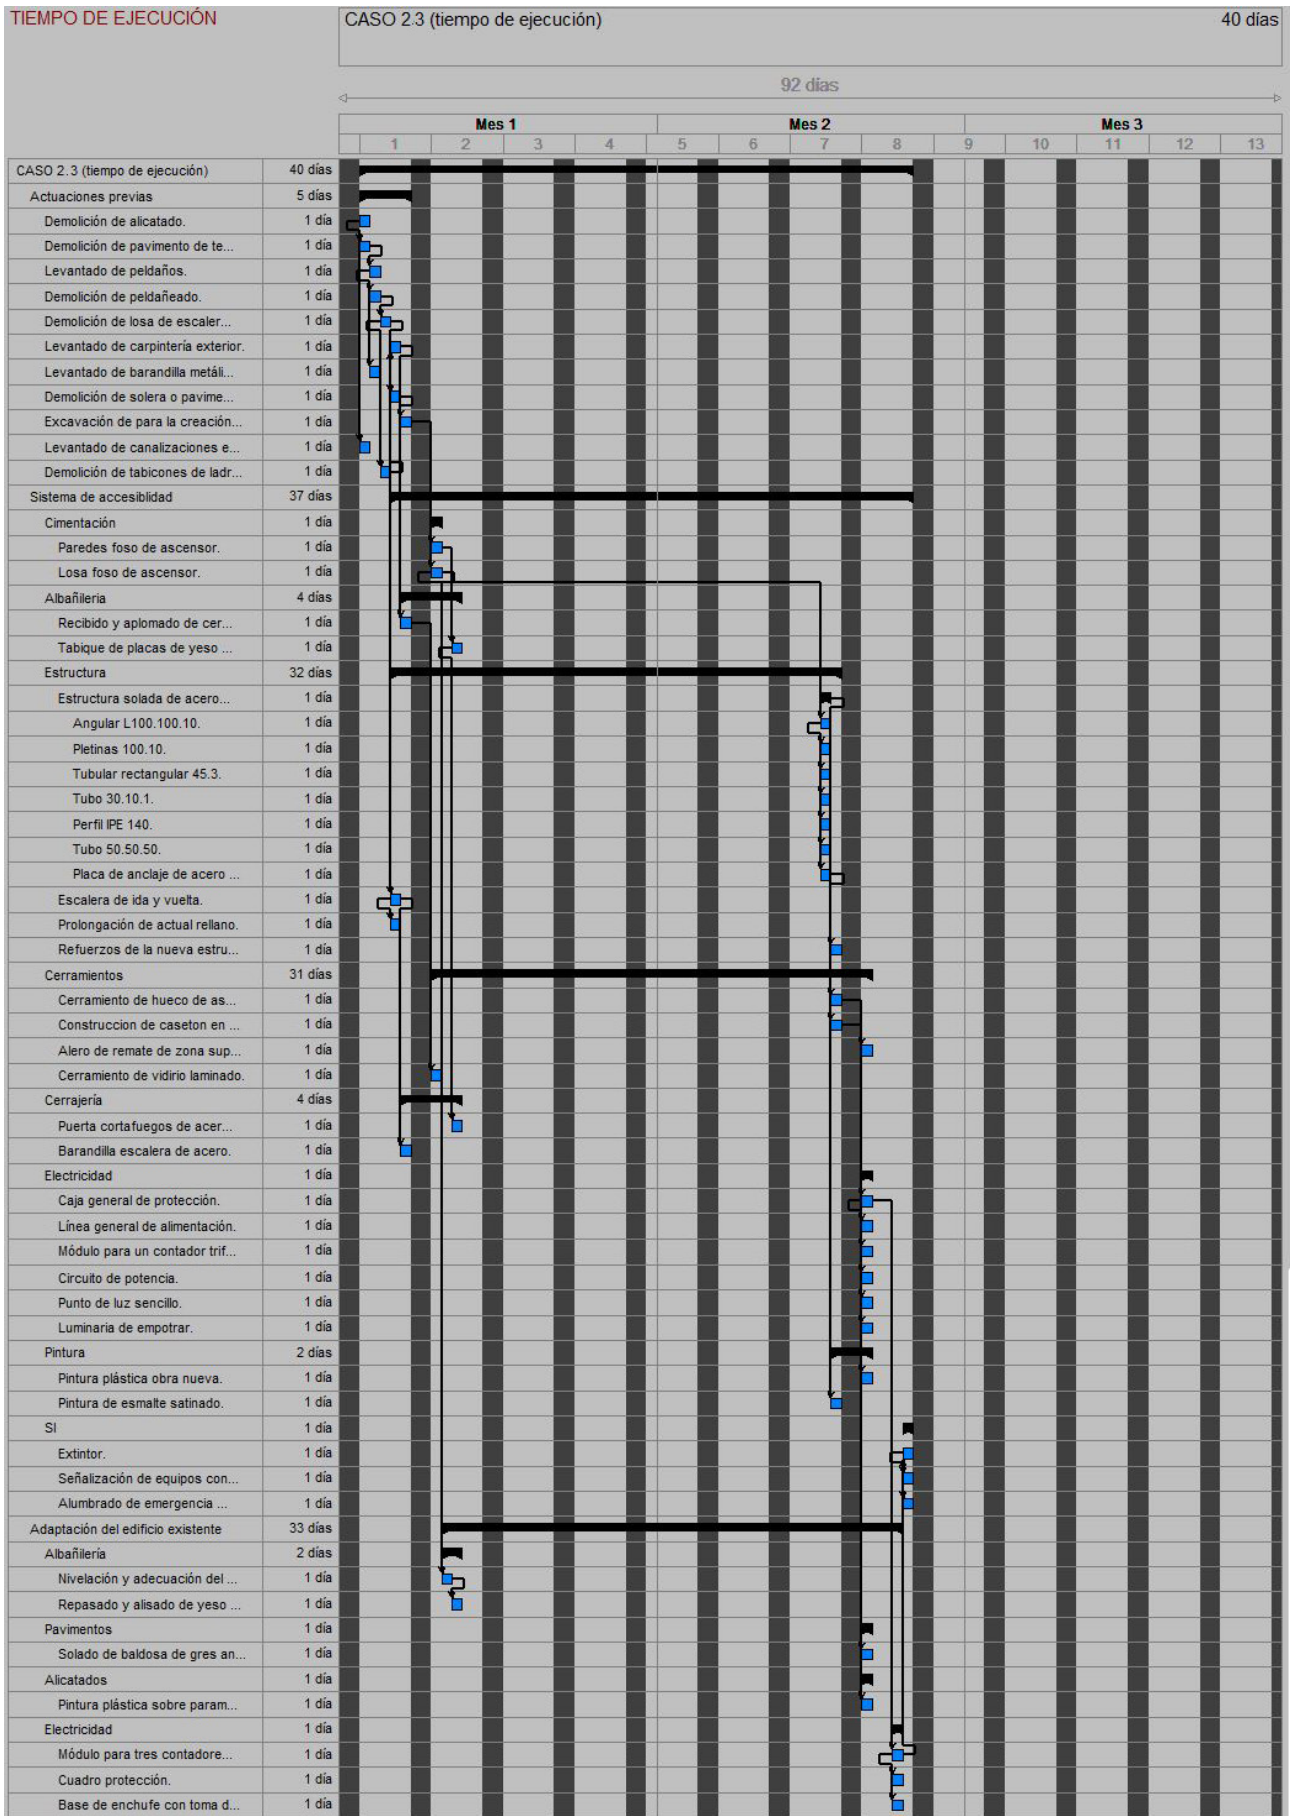 TIEMPO DE EJECUCIÓN
CASO 2.3 (tiempo de ejecución) 40 días
92 días
Mes 1 Mes 2 Mes 3
1 2 3 4 5 6 7 8 9 10 11 12 13
CASO 2.3 (tiempo de ejecución) 40 días
Actuaciones previas 5 días
Demolición de alicatado. 1 día
Demolición de pavimento de te... 1 día
Levantado de peldaños. 1 día
Demolición de peldañeado. 1 día
Demolición de losa de escaler... 1 día
Levantado de carpintería exterior. 1 día
Levantado de barandilla metáli... 1 día
Demolición de solera o pavime... 1 día
Excavación de para la creación... 1 día
Levantado de canalizaciones e... 1 día
Demolición de tabicones de ladr... 1 día
Sistema de accesiblidad 37 días
Cimentación 1 día
Paredes foso de ascensor. 1 día
Losa foso de ascensor. 1 día
Albañileria 4 días
Recibido y aplomado de cer... 1 día
Tabique de placas de yeso ... 1 día
Estructura 32 días
Estructura solada de acero... 1 día
Angular L100.100.10. 1 día
Pletinas 100.10. 1 día
Tubular rectangular 45.3. 1 día
Tubo 30.10.1. 1 día
Perfil IPE 140. 1 día
Tubo 50.50.50. 1 día
Placa de anclaje de acero ... 1 día
Escalera de ida y vuelta. 1 día
Prolongación de actual rellano. 1 día
Refuerzos de la nueva estru... 1 día
Cerramientos 31 días
Cerramiento de hueco de as... 1 día
Construccion de caseton en ... 1 día
Alero de remate de zona sup... 1 día
Cerramiento de vidirio laminado. 1 día
Cerrajería 4 días
Puerta cortafuegos de acer... 1 día
Barandilla escalera de acero. 1 día
Electricidad 1 día
Caja general de protección. 1 día
Línea general de alimentación. 1 día
Módulo para un contador trif... 1 día
Circuito de potencia. 1 día
Punto de luz sencillo. 1 día
Luminaria de empotrar. 1 día
Pintura 2 días
Pintura plástica obra nueva. 1 día
Pintura de esmalte satinado. 1 día
SI 1 día
Extintor. 1 día
Señalización de equipos con... 1 día
Alumbrado de emergencia ... 1 día
Adaptación del edificio existente 33 días
Albañilería 2 días
Nivelación y adecuación del ... 1 día
Repasado y alisado de yeso ... 1 día
Pavimentos 1 día
Solado de baldosa de gres an... 1 día
Alicatados 1 día
Pintura plástica sobre param... 1 día
Electricidad 1 día
Módulo para tres contadore... 1 día
Cuadro protección. 1 día
Base de enchufe con toma d... 1 día